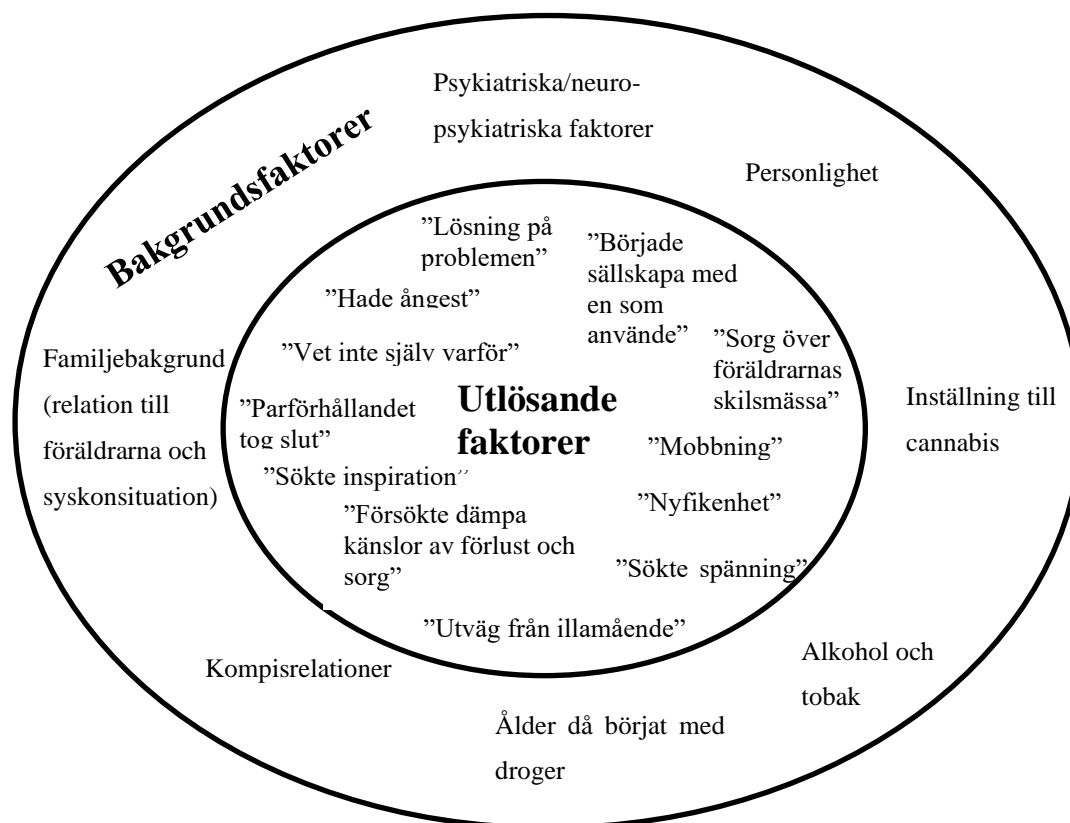 Psykiatriska/neuro-
psykiatriska faktorer
Bakgrundsfaktorer
Personlighet
”Lösning på
problemen”
”Började
sällskapa med
en som
använde”
”Hade ångest”
”Vet inte själv varför”
”Sorg över
föräldrarnas
skilsmässa”
Familjebakgrund
(relation till
föräldrarna och
syskonsituation)
”Parförhållandet
tog slut”
Utlösande
faktorer
Inställning till
cannabis
”Mobbning”
”Sökte inspiration”
”Nyfikenhet”
”Försökte dämpa
känslor av förlust och
sorg”
”Sökte spänning”
”Utväg från illamående”
Kompisrelationer
Alkohol och
tobak
Ålder då börjat med
droger